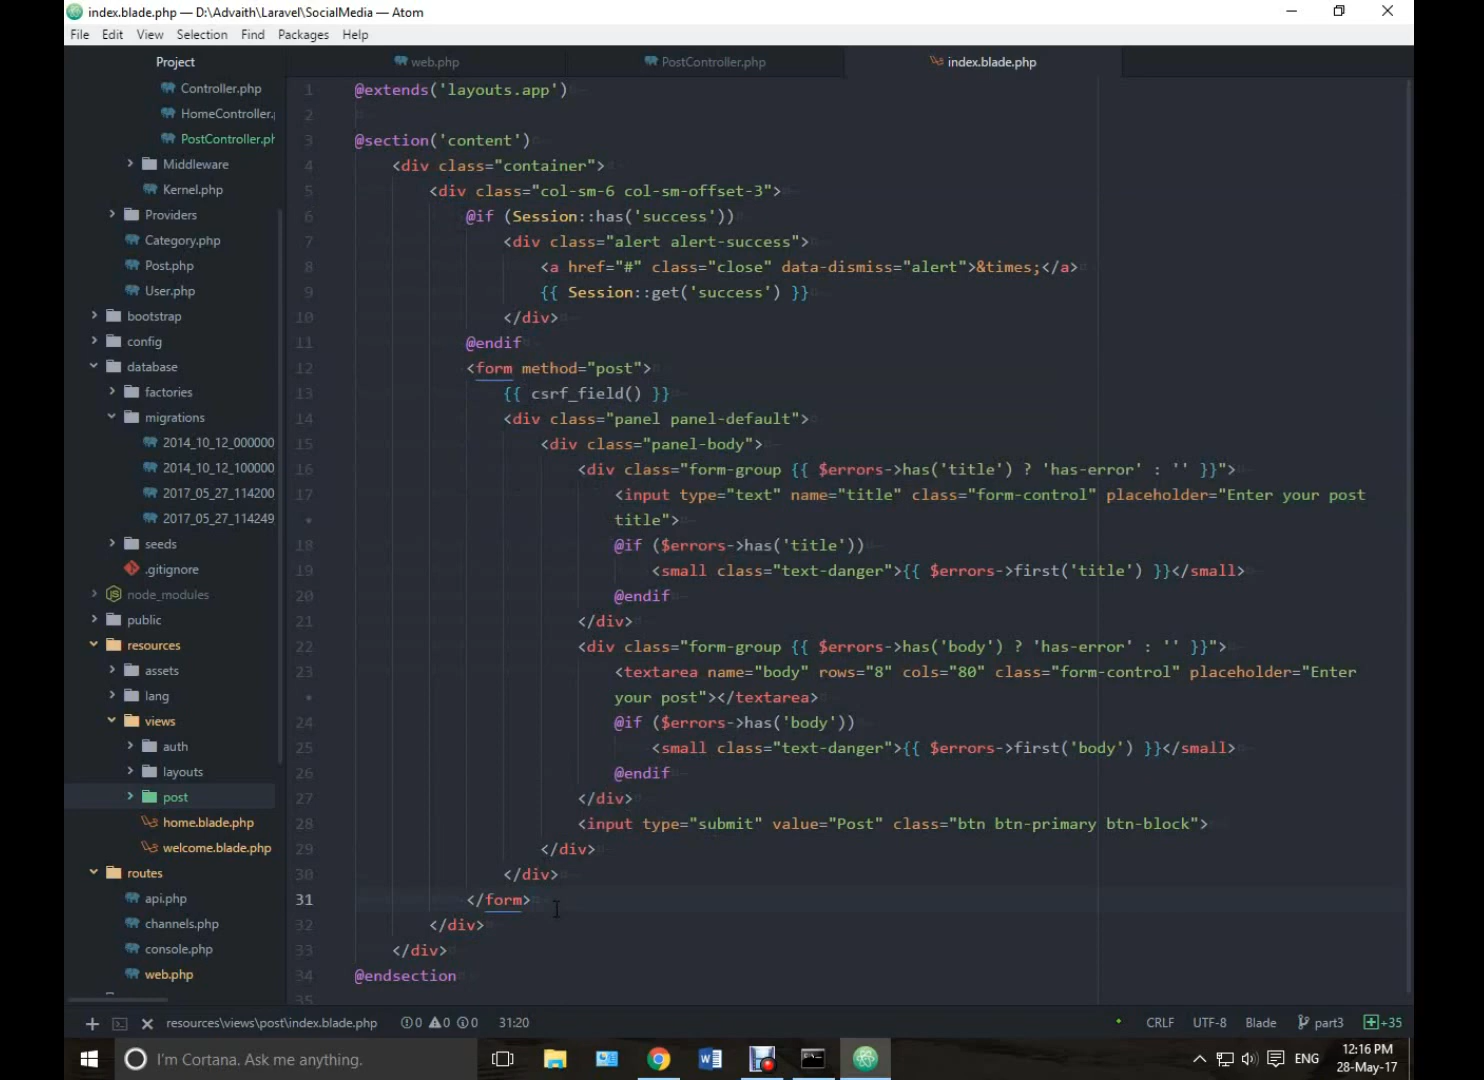 index.blade.php — D:\Advaith\Laravel\SocialMedia — Atom
File Edit View Selection Find Packages Help
Project
web.php
PostController.php
index.blade.php
Controller.php
HomeController.
PostController.ph
Middleware
Kernel.php
Providers
Category.php
Post.php
User.php
bootstrap
config
database
factories
migrations
2014_10_12_000000
2014_10_12_100000
2017_05_27_114200
2017_05_27_114249
seeds
.gitignore
node_modules
public
resources
assets
lang
views
auth
layouts
post
home.blade.php
welcome.blade.php
routes
api.php
channels.php
console.php
web.php
1 @extends('layouts.app')
2
3 @section('content')
4 <div class="container">
5 <div class="col-sm-6 col-sm-offset-3">
6 @if (Session::has('success'))
7 <div class="alert alert-success">
8 <a href="#" class="close" data-dismiss="alert">&times;</a>
9 {{ Session::get('success') }}
10 </div>
11 @endif
12 <form method="post">
13 {{ csrf_field() }}
14 <div class="panel panel-default">
15 <div class="panel-body">
16 <div class="form-group {{ $errors->has('title') ? 'has-error' : '' }}">
17 <input type="text" name="title" class="form-control" placeholder="Enter your post
• title">
18 @if ($errors->has('title'))
19 <small class="text-danger">{{ $errors->first('title') }}</small>
20 @endif
21 </div>
22 <div class="form-group {{ $errors->has('body') ? 'has-error' : '' }}">
23 <textarea name="body" rows="8" cols="80" class="form-control" placeholder="Enter
• your post"></textarea>
24 @if ($errors->has('body'))
25 <small class="text-danger">{{ $errors->first('body') }}</small>
26 @endif
27 </div>
28 <input type="submit" value="Post" class="btn btn-primary btn-block">
29 </div>
30 </div>
31 </form>
32 </div>
33 </div>
34 @endsection
35
resources\views\post\index.blade.php 0 0 0 31:20
CRLF UTF-8 Blade part3 +35
I'm Cortana. Ask me anything.
ENG
12:16 PM
28-May-17